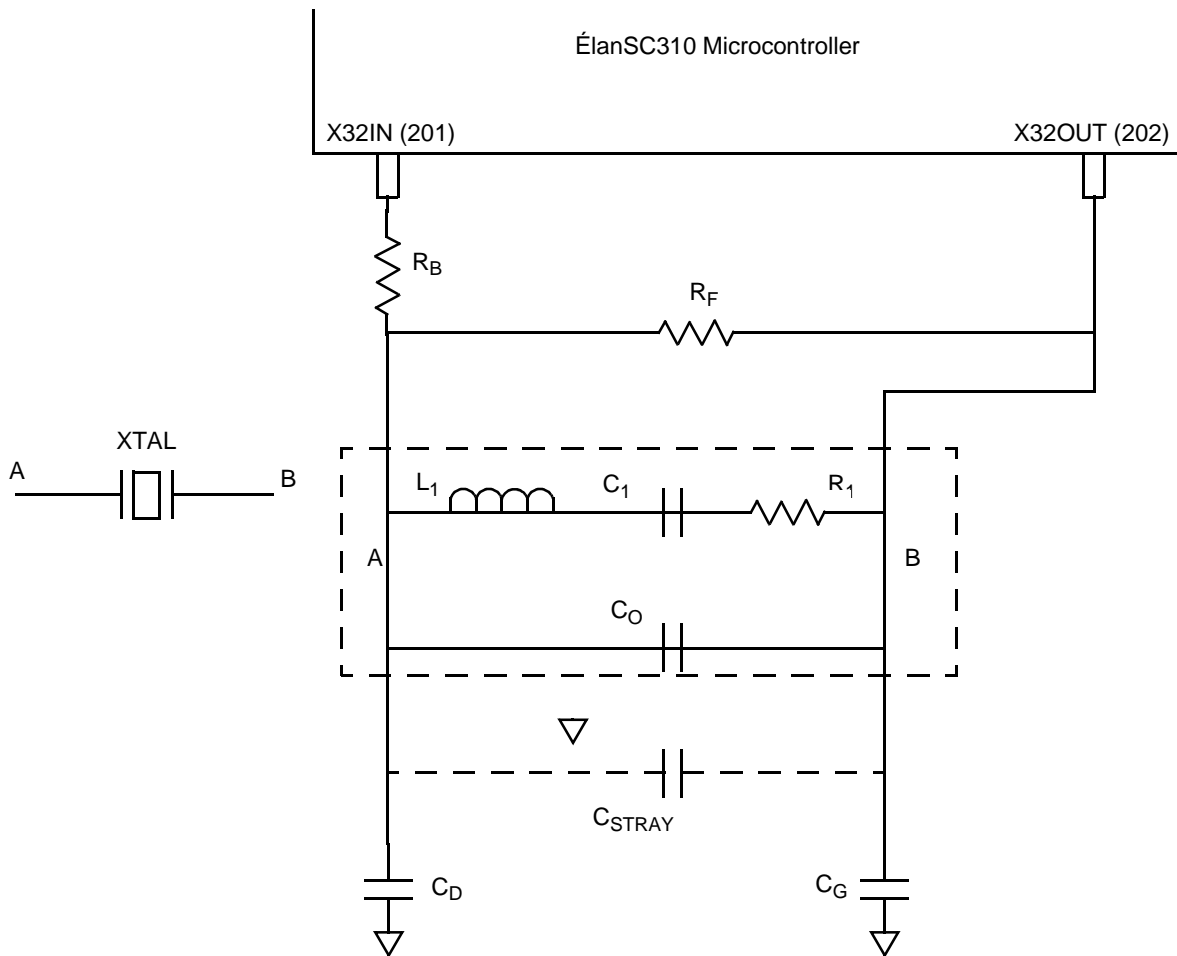 ÉlanSC310 Microcontroller
X32IN (201)
X32OUT (202)
RB
RF
XTAL
A
B
L1
C1
R1
A
B
CO
CSTRAY
CD
CG